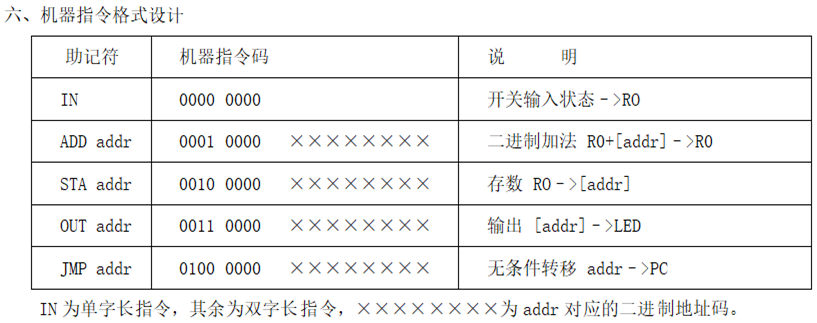 六、机器指令格式设计
助记符 机器指令码 说 明
IN 0000 0000 开关输入状态->R0
ADD addr 0001 0000 ×××××××× 二进制加法 R0+[addr]->R0
STA addr 0010 0000 ×××××××× 存数 R0->[addr]
OUT addr 0011 0000 ×××××××× 输出 [addr]->LED
JMP addr 0100 0000 ×××××××× 无条件转移 addr->PC
IN 为单字长指令，其余为双字长指令，××××××××为 addr 对应的二进制地址码。